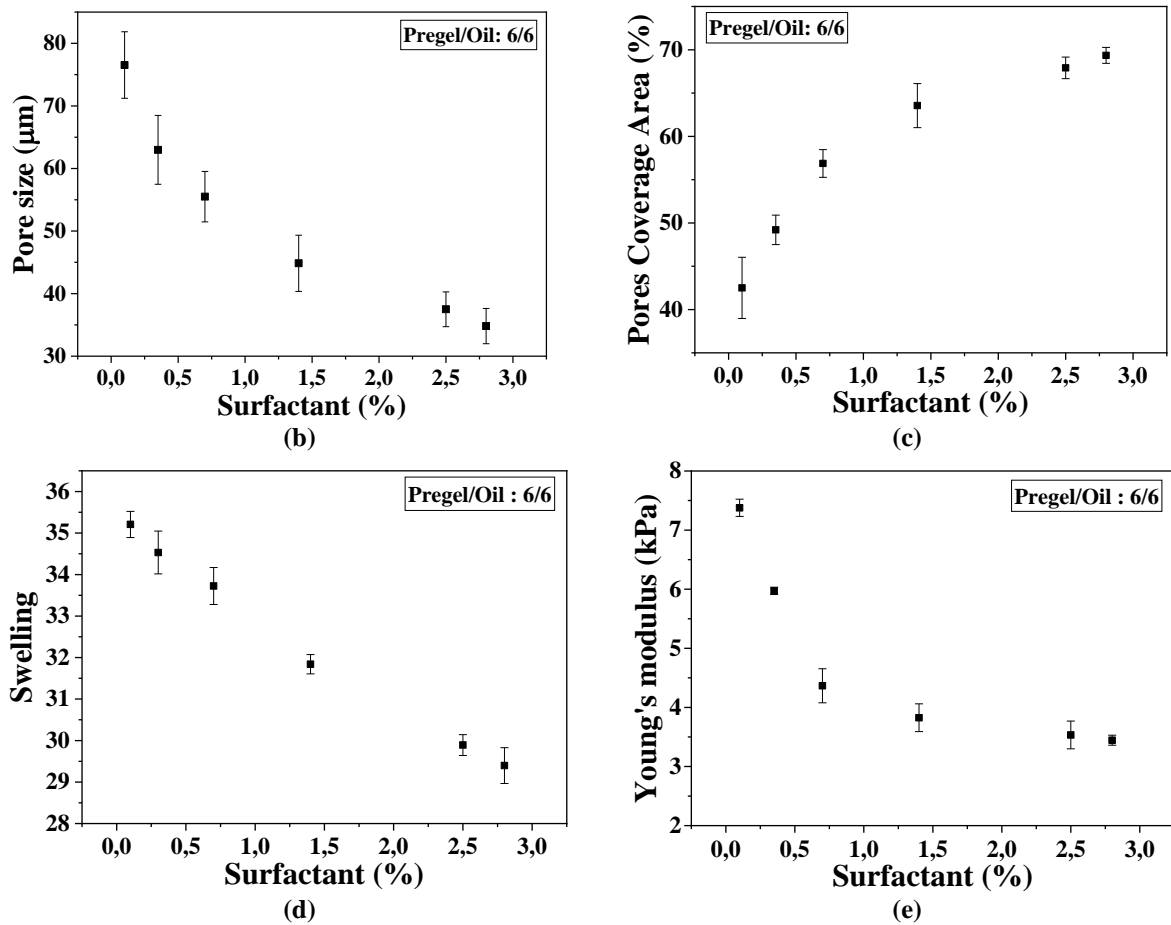 Pregel/Oil: 6/6
80
70
60
50
40
30
Pore size (μm)
0,0 0,5 1,0 1,5 2,0 2,5 3,0
Surfactant (%)
(b)
Pregel/Oil: 6/6
70
60
50
40
Pores Coverage Area (%)
0,0 0,5 1,0 1,5 2,0 2,5 3,0
Surfactant (%)
(c)
Pregel/Oil : 6/6
36
35
34
33
32
31
30
29
28
Swelling
0,0 0,5 1,0 1,5 2,0 2,5 3,0
Surfactant (%)
(d)
Pregel/Oil : 6/6
8
7
6
5
4
3
2
Young's modulus (kPa)
0,0 0,5 1,0 1,5 2,0 2,5 3,0
Surfactant (%)
(e)